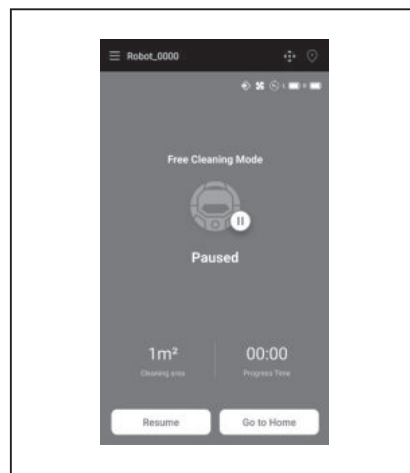 Robot_0000
L R
Free Cleaning Mode
Paused
1m² 00:00
Cleaning area Progress Time
Resume Go to Home